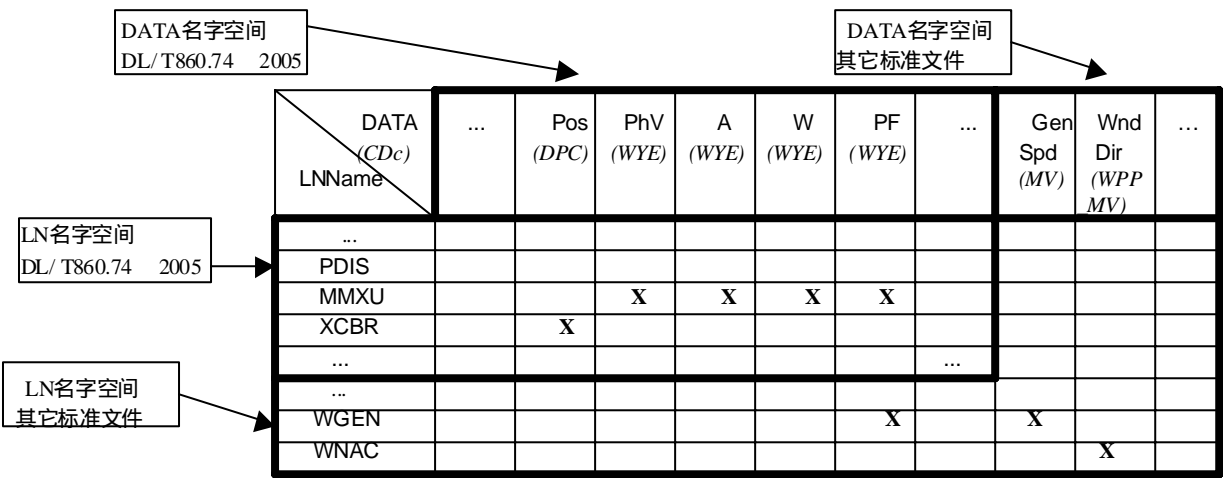 DATA名字空间
DL/T860.74 2005
DATA名字空间
其它标准文件
DATA
(CDc)
LNName
... Pos PhV A W PF ... Gen Wnd ...
(DPC) (WYE) (WYE) (WYE) (WYE) Spd Dir
(MV) (WPP
_MV)
LN名字空间
DL/T860.74 2005
...
PDIS
MMXU X X X X
XCBR X
... ...
LN名字空间
其它标准文件
...
WGEN X X
WNAC X